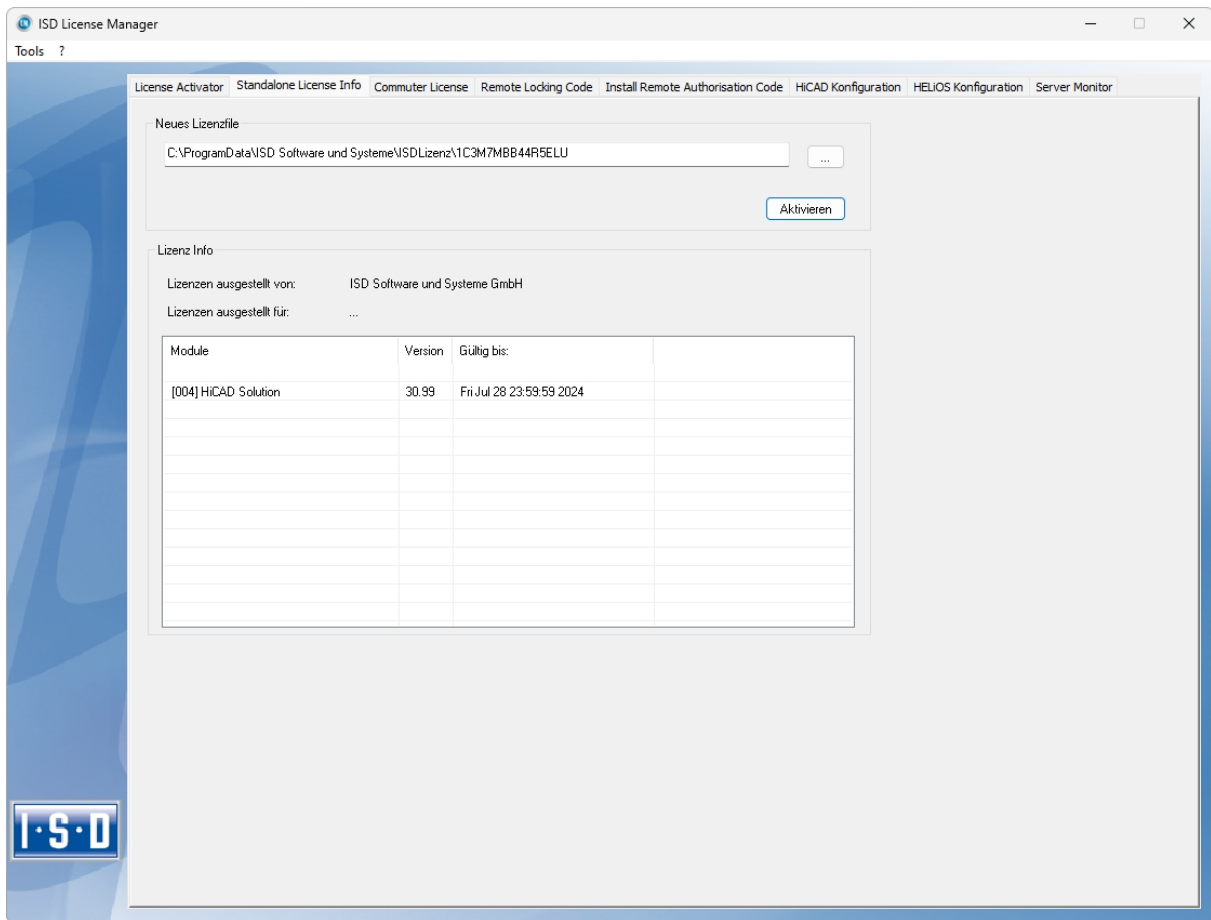 ISD License Manager
Tools ?
License Activator Standalone License Info Commuter License Remote Locking Code Install Remote Authorisation Code HiCAD Konfiguration HELiOS Konfiguration Server Monitor
Neues Lizenzfile
C:\ProgramData\ISD Software und Systeme\ISDLizenz\1C3M7MBB44R5ELU
...
Aktivieren
Lizenz Info
Lizenzen ausgestellt von: ISD Software und Systeme GmbH
Lizenzen ausgestellt für: ...
Module Version Gültig bis:
[004] HiCAD Solution 30.99 Fri Jul 28 23:59:59 2024
I·S·D